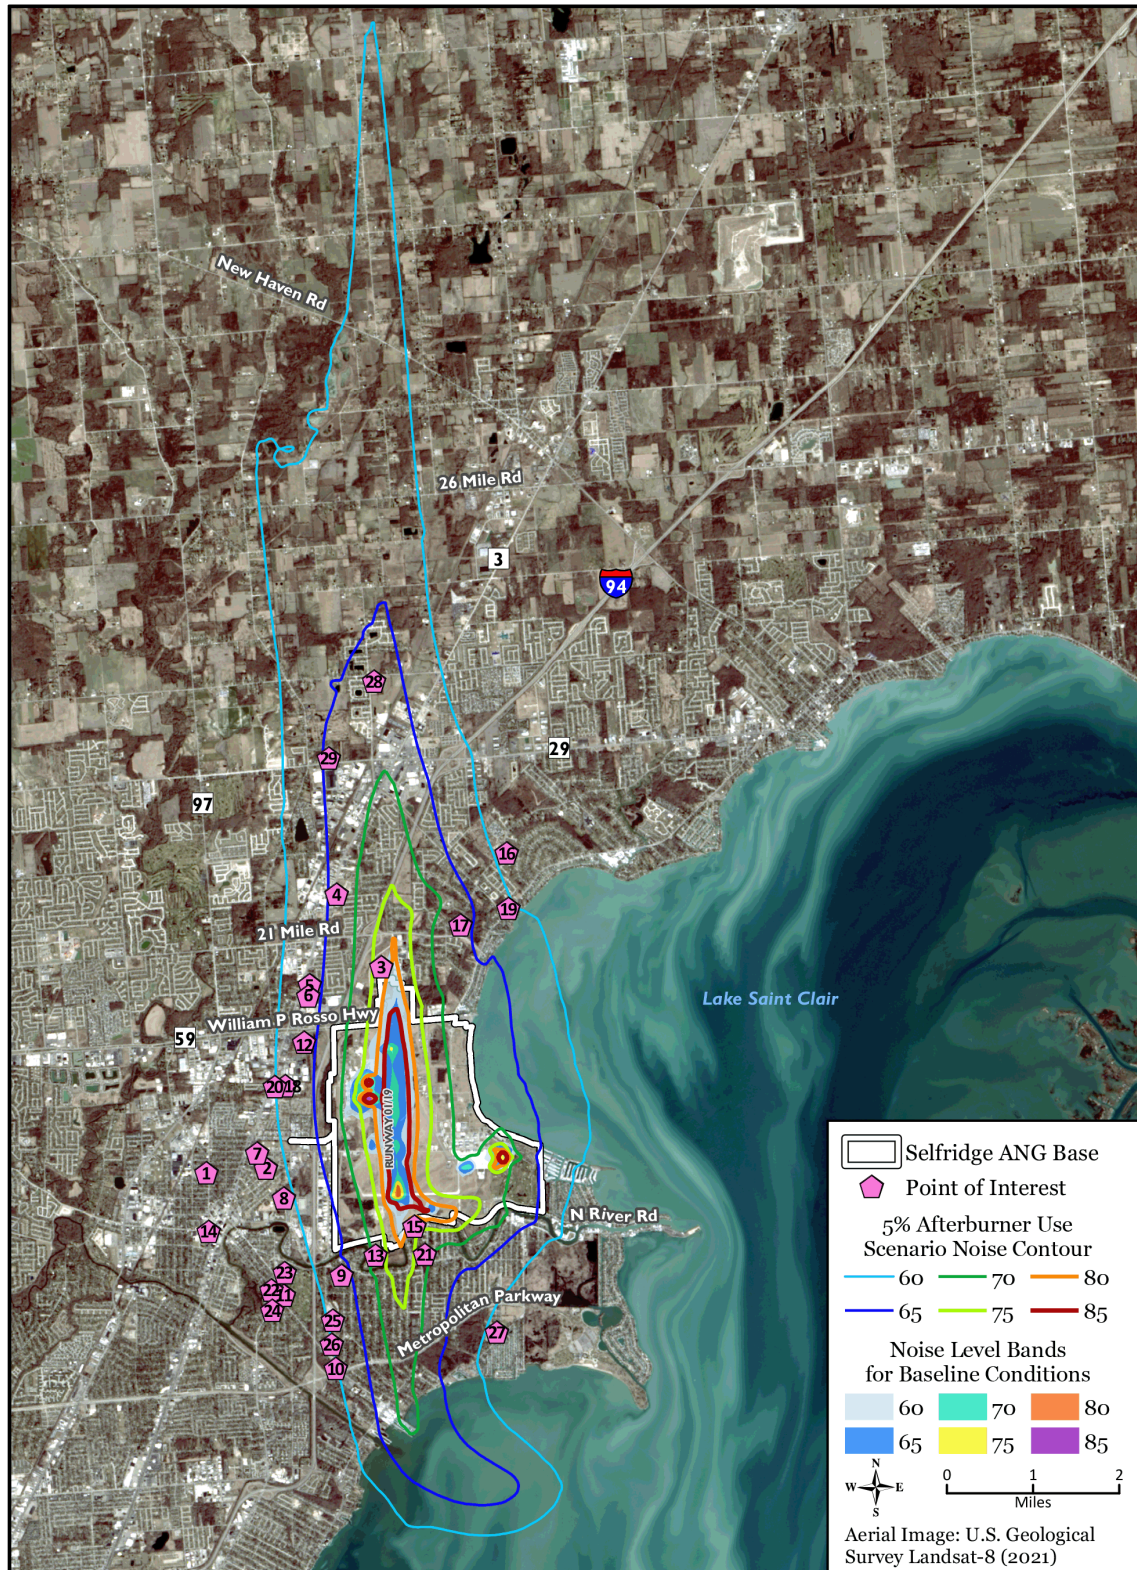 New Haven Rd
26 Mile Rd
3
94
28
29
29
97
16
4
19
17
21 Mile Rd
3
5
6
Lake Saint Clair
William P Rosso Hwy
59
12
20
18
RUNWAY 01/19
7
2
1
8
N River Rd
14
15
13
21
23
9
22
11
24
Metropolitan Parkway
25
27
26
10
Selfridge ANG Base
Point of Interest
5% Afterburner Use
Scenario Noise Contour
60 70 80
65 75 85
Noise Level Bands
for Baseline Conditions
60 70 80
65 75 85
N
W E
S
0 1 2
Miles
Aerial Image: U.S. Geological
Survey Landsat-8 (2021)